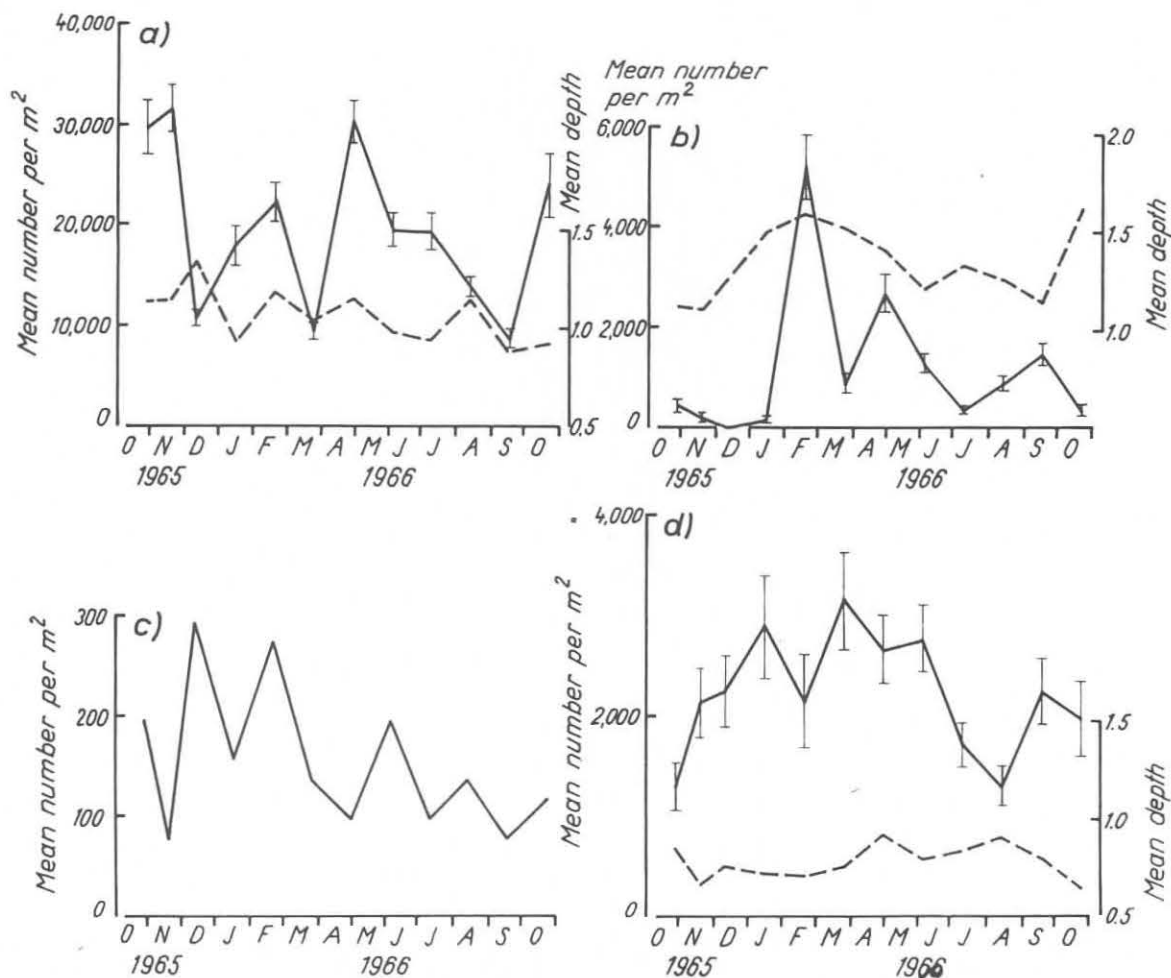 a)
40,000
30,000
20,000
10,000
0
Mean number per m²
Mean depth
1.5
1.0
0.5
O N D J F M A M J J A S O
1965 1966
b)
Mean number
per m²
6,000
4,000
2,000
0
Mean depth
2.0
1.5
1.0
O N D J F M A M J J A S O
1965 1966
c)
300
200
100
0
Mean number per m²
O N D J F M A M J J A S O
1965 1966
d)
4,000
2,000
0
Mean number per m²
Mean depth
1.5
1.0
0.5
O N D J F M A M J J A S O
1965 1966